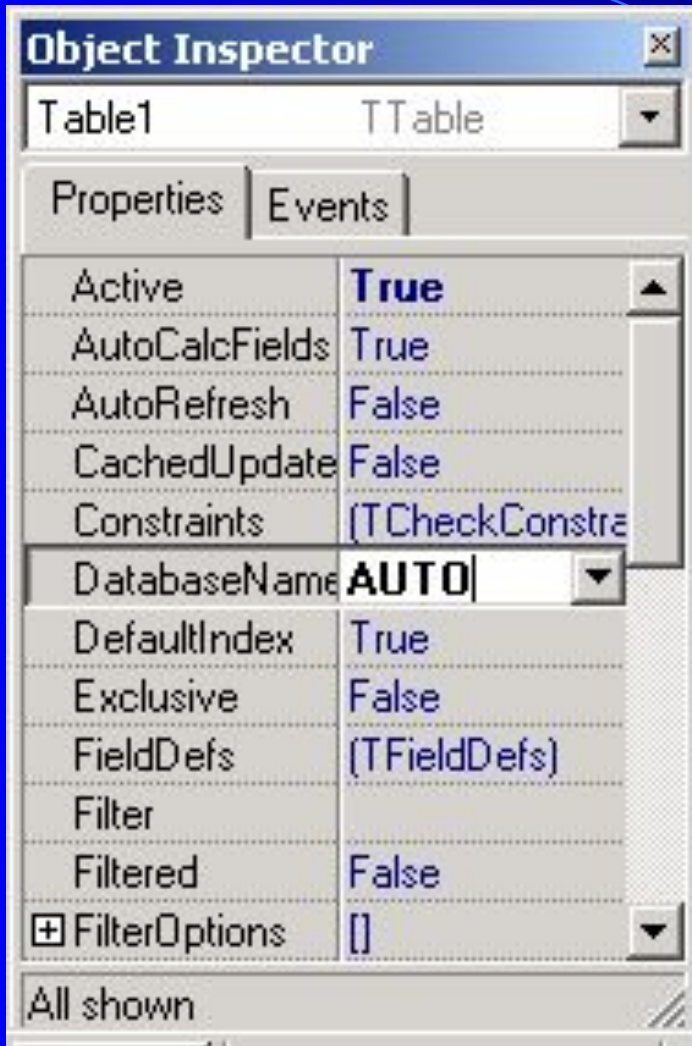 Object Inspector
Table1 TTable
Properties Events
Active True
AutoCalcFields True
AutoRefresh False
CachedUpdate False
Constraints (TCheckConstra
DatabaseName AUTO
DefaultIndex True
Exclusive False
FieldDefs (TFieldDefs)
Filter
Filtered False
FilterOptions []
All shown